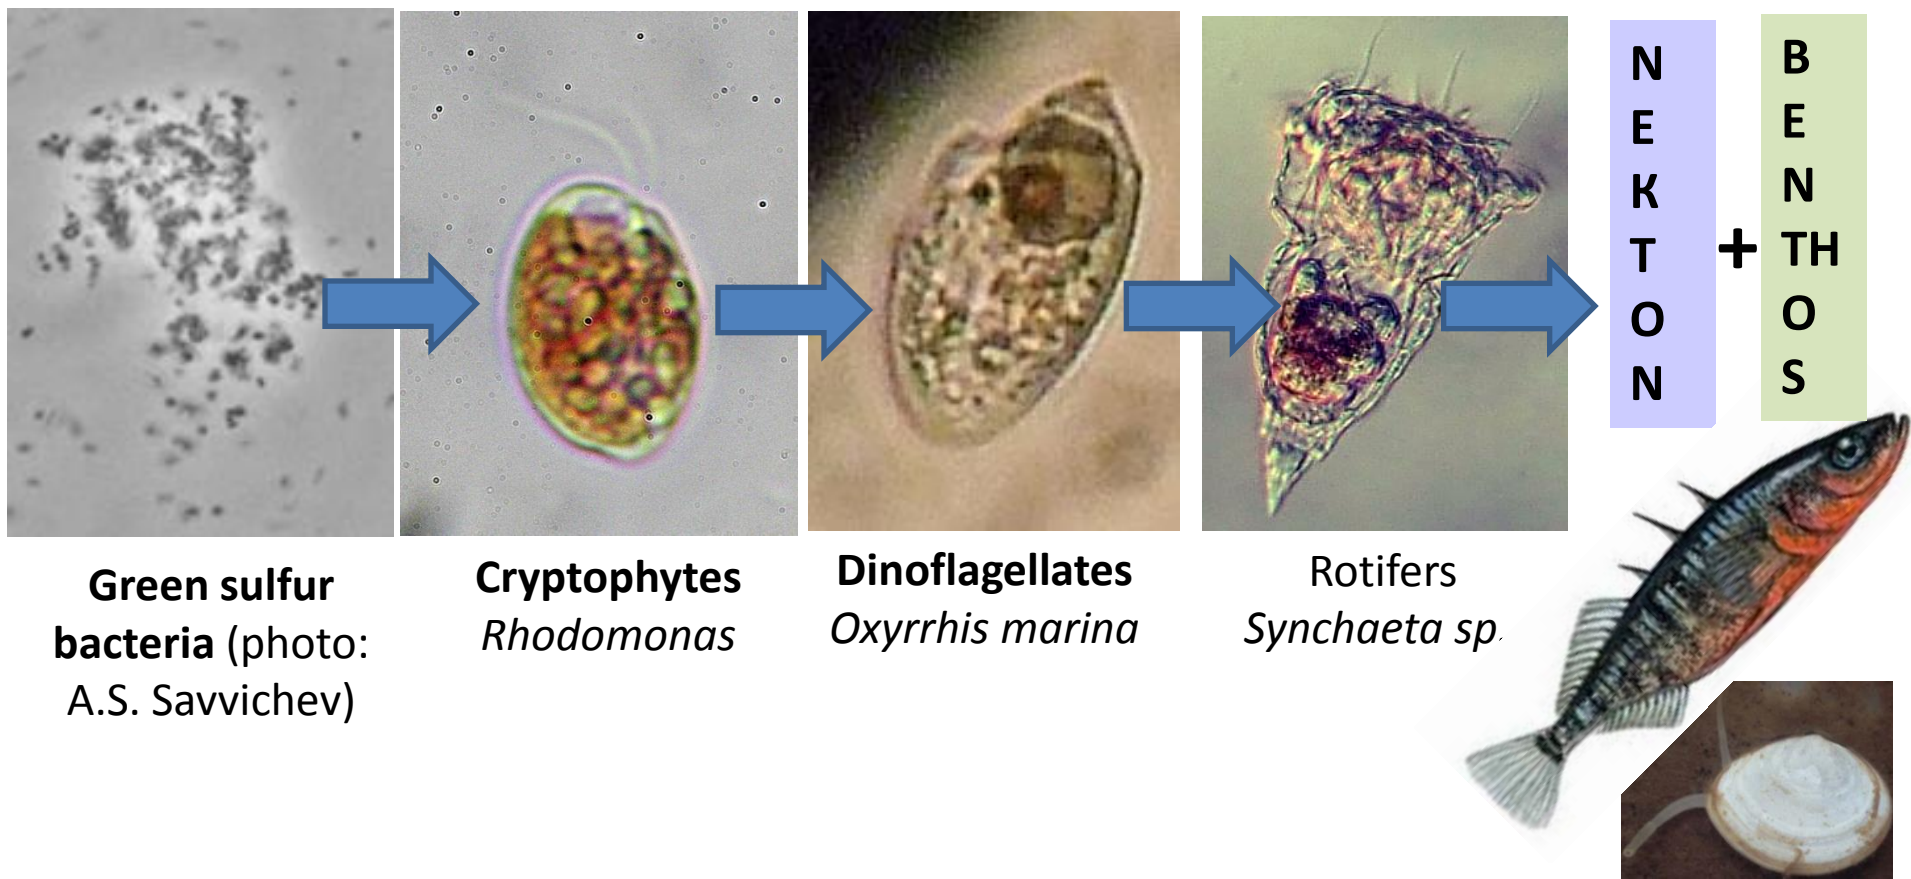 Green sulfur
bacteria (photo:
A.S. Savvichev)
Cryptophytes
Rhodomonas
Dinoflagellates
Oxyrrhis marina
Rotifers
Synchaeta sp.
N
E
K
T
O
N
+
B
E
N
TH
O
S